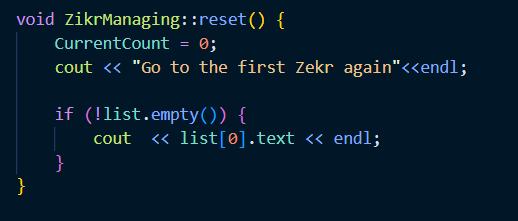 void ZikrManaging::reset() {
    CurrentCount = 0;
    cout << "Go to the first Zekr again"<<endl;

    if (!list.empty()) {
        cout  << list[0].text << endl;
    }
}